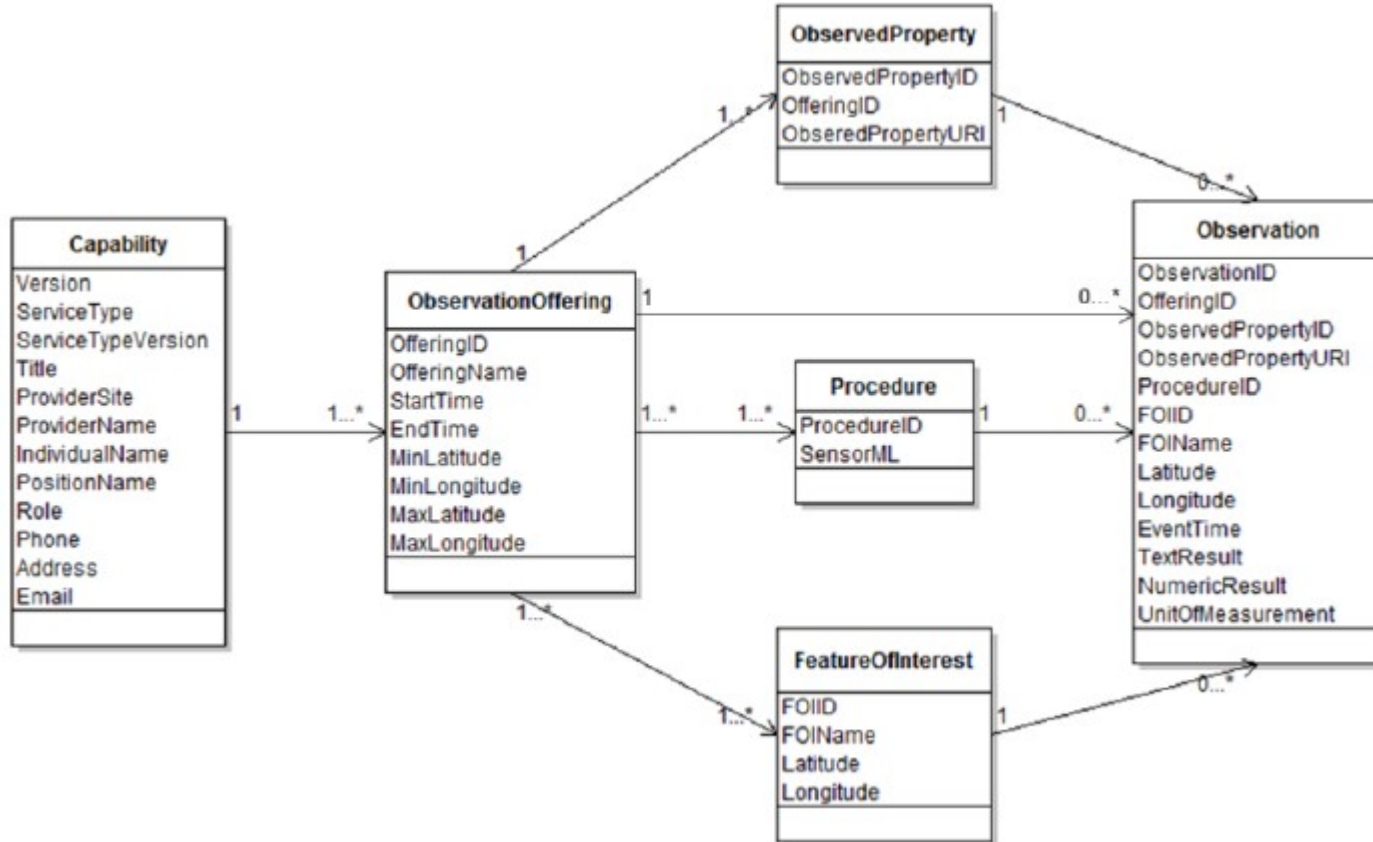 ObservedProperty
ObservedPropertyID
OfferingID
ObseredPropertyURI
1...*
1
0...*
Capability
Version
ServiceType
ServiceTypeVersion
Title
ProviderSite
ProviderName
IndividualName
PositionName
Role
Phone
Address
Email
1
1...*
1
ObservationOffering
OfferingID
OfferingName
StartTime
EndTime
MinLatitude
MinLongitude
MaxLatitude
MaxLongitude
1
0...*
1...*
1...*
Procedure
ProcedureID
SensorML
1
0...*
Observation
ObservationID
OfferingID
ObservedPropertyID
ObservedPropertyURI
ProcedureID
FOIID
FOIName
Latitude
Longitude
EventTime
TextResult
NumericResult
UnitOfMeasurement
1...*
1...*
FeatureOfInterest
FOIID
FOIName
Latitude
Longitude
1
0...*